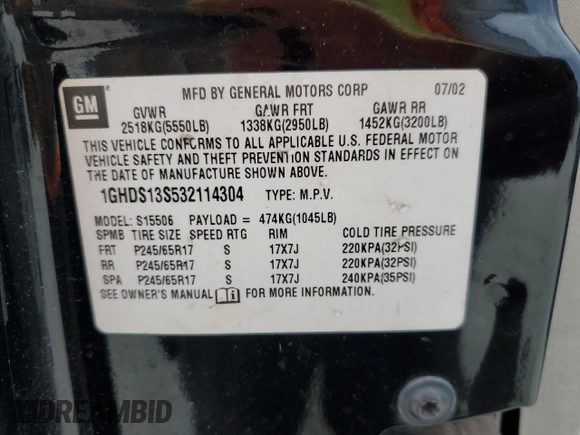 GM
MFD BY GENERAL MOTORS CORP 07/02
GVWR GAWR FRT GAWR RR
2518KG(5550LB) 1338KG(2950LB) 1452KG(3200LB)
THIS VEHICLE CONFORMS TO ALL APPLICABLE U.S. FEDERAL MOTOR
VEHICLE SAFETY AND THEFT PREVENTION STANDARDS IN EFFECT ON
THE DATE OF MANUFACTURE SHOWN ABOVE.
1GHDS13S532114304 TYPE: M.P.V.
MODEL: S15506 PAYLOAD = 474KG(1045LB)
SPMB TIRE SIZE SPEED RTG RIM COLD TIRE PRESSURE
FRT P245/65R17 S 17X7J 220KPA(32PSI)
RR P245/65R17 S 17X7J 220KPA(32PSI)
SPA P245/65R17 S 17X7J 240KPA(35PSI)
SEE OWNER'S MANUAL FOR MORE INFORMATION.
DREAMBID